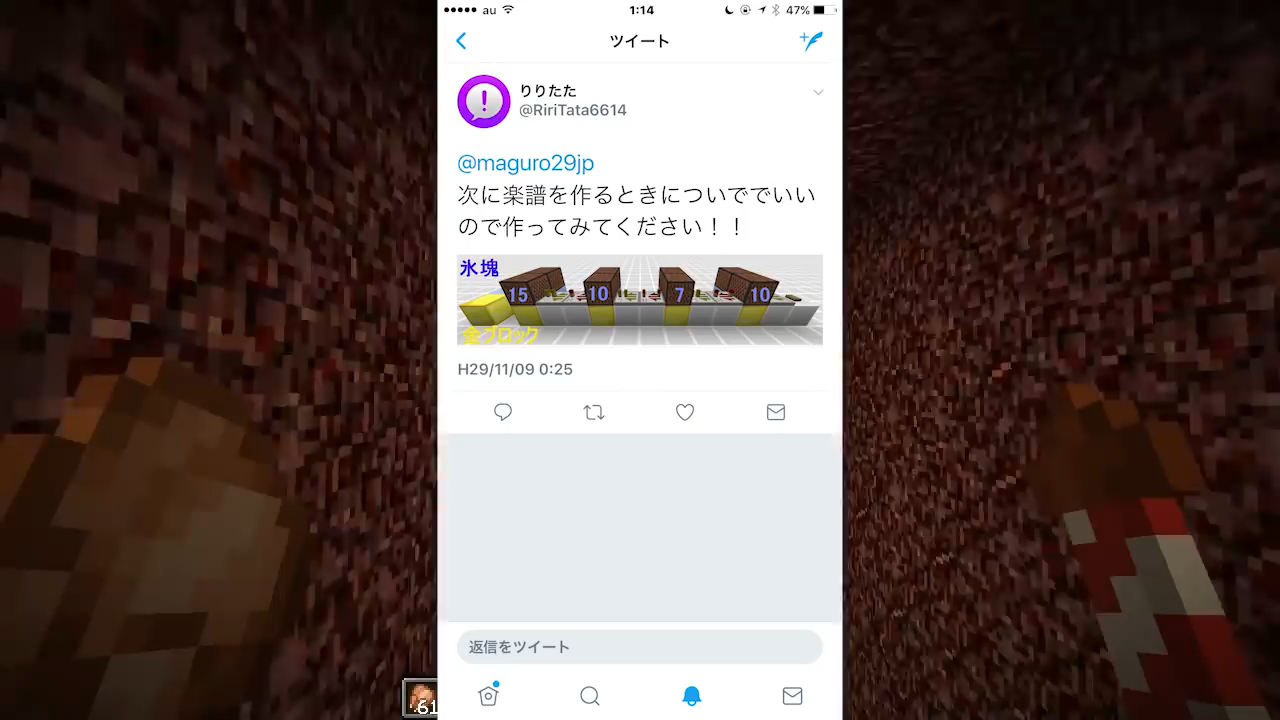 au
1:14
47%
ツイート
りりたた
@RiriTata6614
@maguro29jp
次に楽譜を作るときについででいい
ので作ってみてください！！
氷塊
15
10
7
10
金ブロック
H29/11/09 0:25
返信をツイート
61